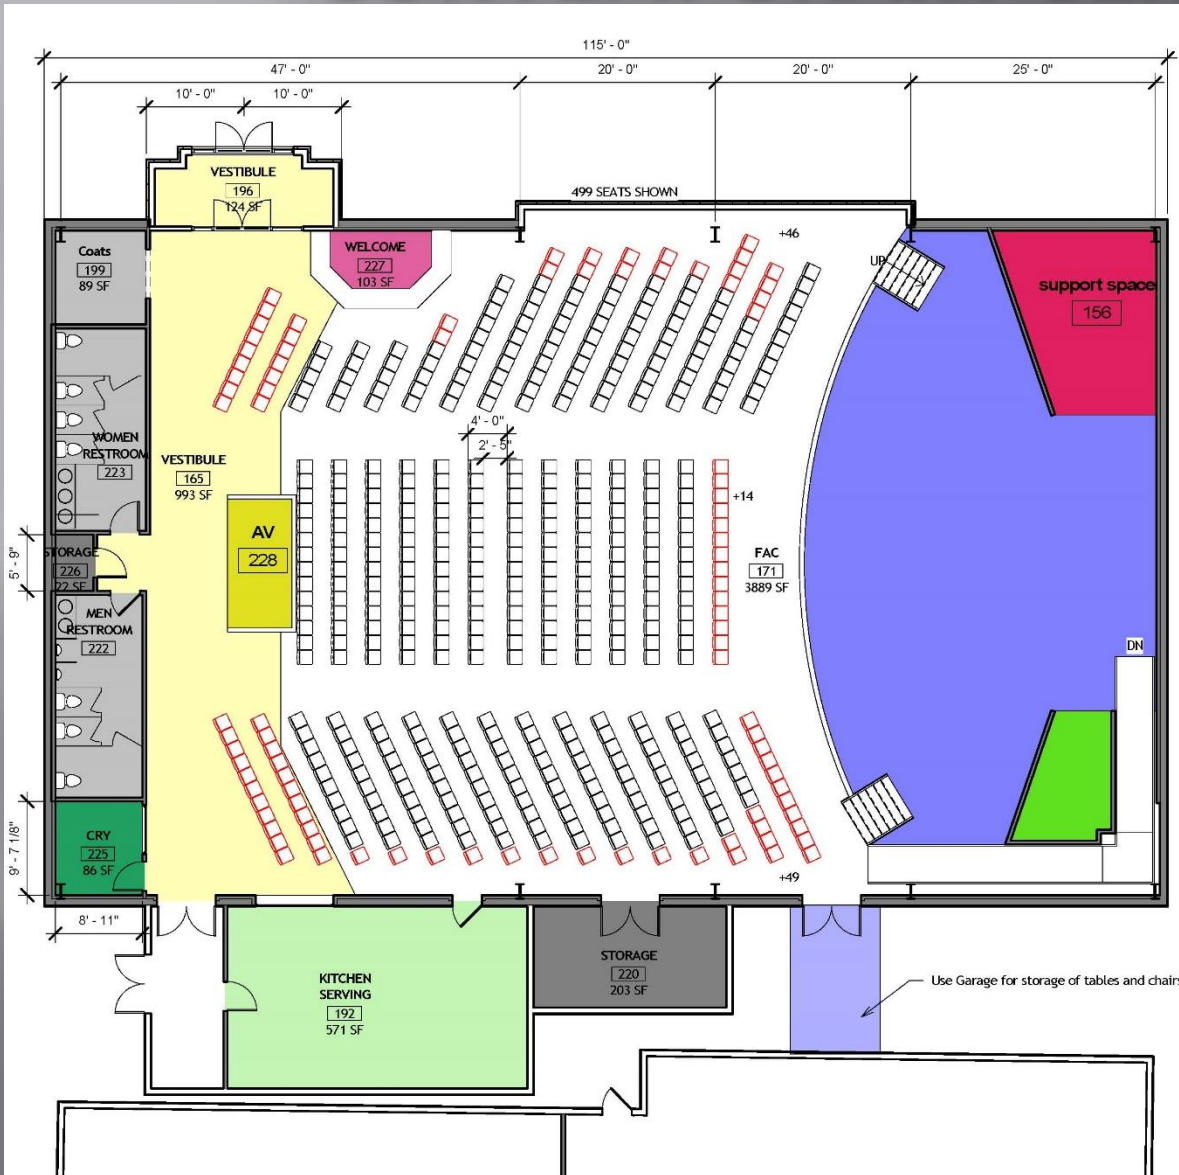 115' - 0"
47' - 0"
20' - 0"
20' - 0"
25' - 0"
10' - 0"
10' - 0"
VESTIBULE
196
124 SF
499 SEATS SHOWN
+46
Coats
199
89 SF
WELCOME
227
103 SF
UP
support space
156
4' - 0"
2' - 5"
WOMEN
RESTROOM
223
VESTIBULE
165
993 SF
+14
AV
228
FAC
171
3889 SF
5' - 9"
STORAGE
226
22 SF
MEN
RESTROOM
222
DN
9' - 7 1/8"
CRY
225
86 SF
+49
8' - 11"
KITCHEN
SERVING
192
571 SF
STORAGE
220
203 SF
Use Garage for storage of tables and chairs